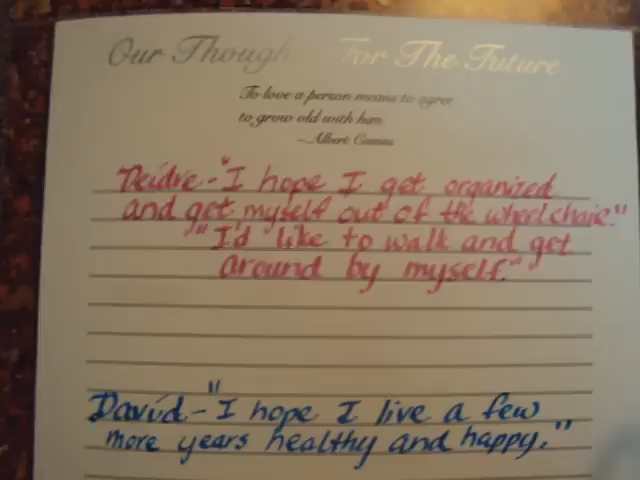 Our Thoughts For The Future
To love a person means to agree
to grow old with him.
~Albert Camus
Deidre-"I hope I get organized
and get myself out of the wheelchair."
"I'd like to walk and get
around by myself."
David-"I hope I live a few
more years healthy and happy."